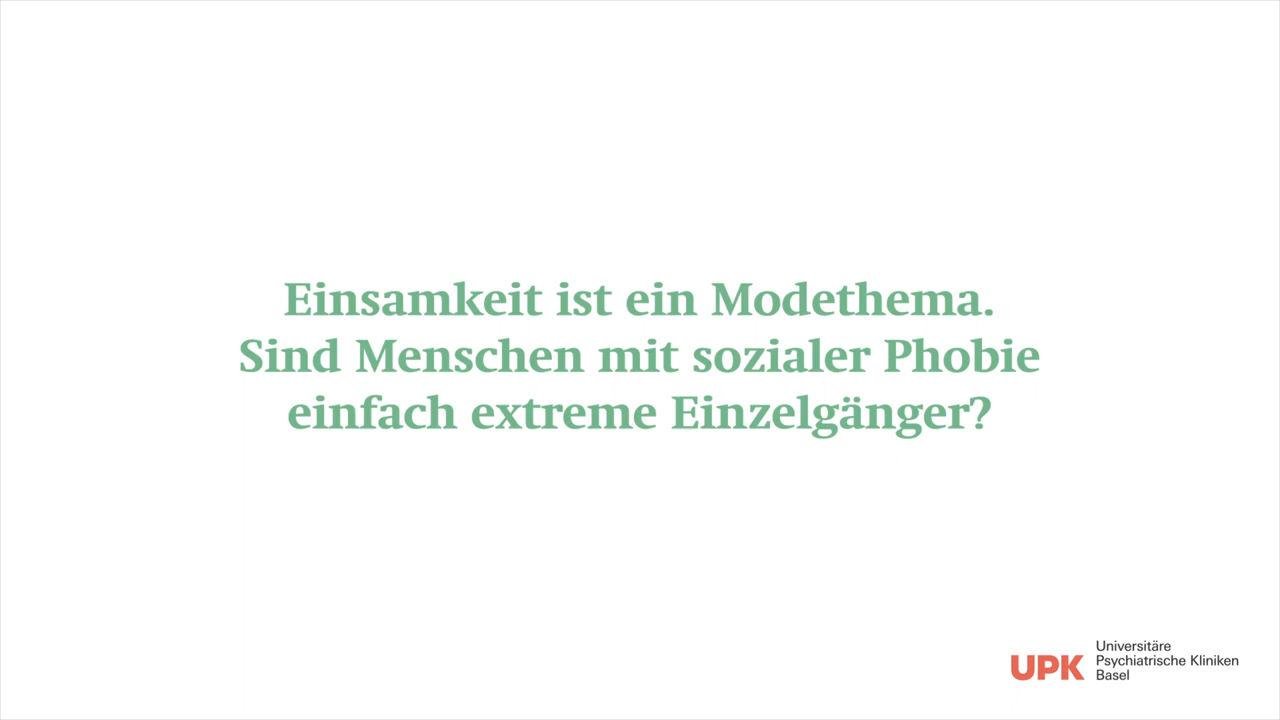 Einsamkeit ist ein Modethema.
Sind Menschen mit sozialer Phobie
einfach extreme Einzelgänger?
UPK
Universitäre
Psychiatrische Kliniken
Basel